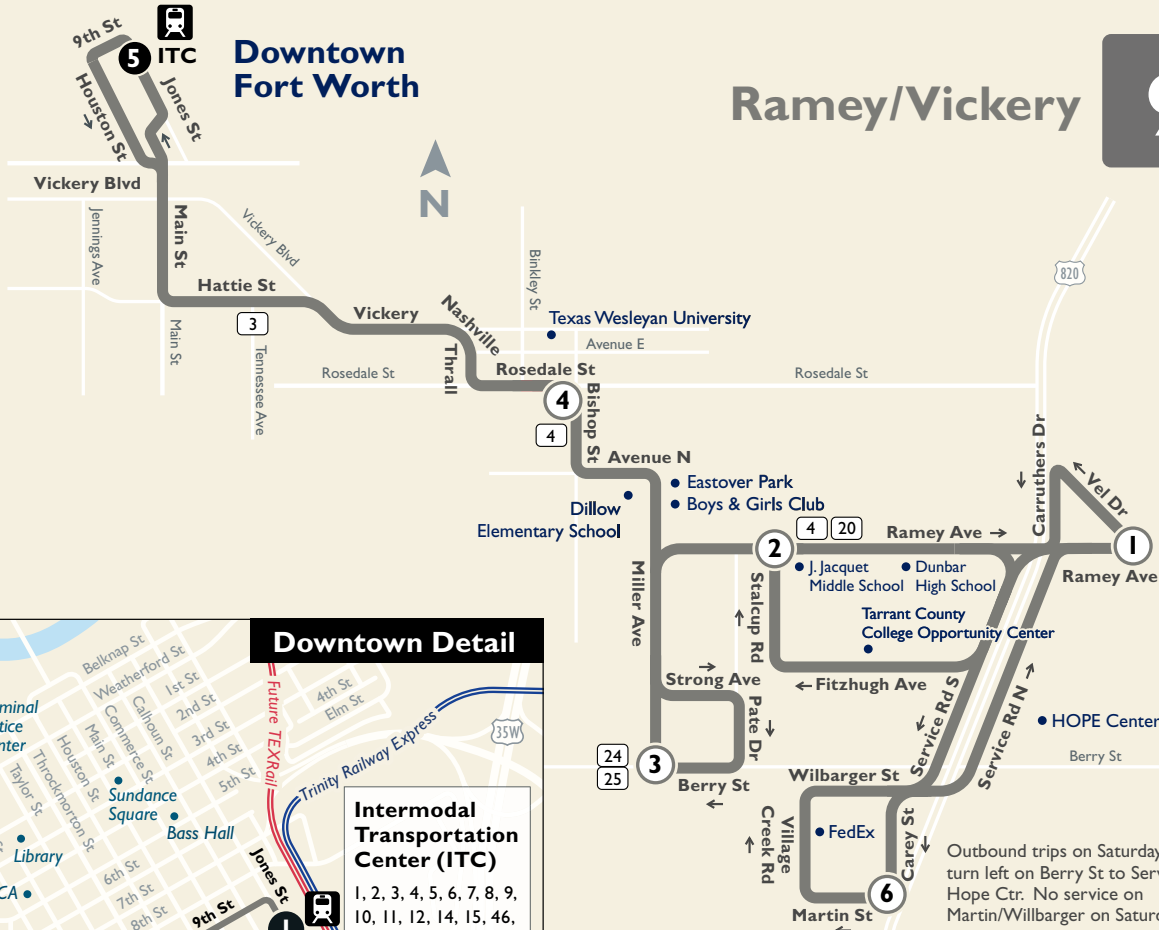 9th St
5
ITC
Downtown
Fort Worth
Houston St
Jones St
Ramey/Vickery
N
Vickery Blvd
Jennings Ave
Main St
Vickery Blvd
Hattie St
3
Main St
Tennessee Ave
Vickery
Nashville
Thrall
Binkley St
Texas Wesleyan University
Avenue E
Rosedale St
Rosedale St
Rosedale St
820
4
4
Bishop St
Avenue N
Eastover Park
Boys & Girls Club
Dillow
Elementary School
Carruthers Dr
Vel Dr
1
Ramey Ave
2
4 20
Ramey Ave
J. Jacquet
Middle School
Dunbar
High School
Tarrant County
College Opportunity Center
Miller Ave
Stalcup Rd
Fitzhugh Ave
Strong Ave
Pate Dr
Service Rd S
Service Rd N
HOPE Center
Berry St
24
25
3
Berry St
Wilbarger St
Village
Creek Rd
FedEx
Carey St
6
Martin St
Outbound trips on Saturday
turn left on Berry St to Serv
Hope Ctr. No service on
Martin/Willbarger on Saturd
Downtown Detail
Belknap St
Weatherford St
1st St
2nd St
3rd St
4th St
5th St
Calhoun St
Commerce St
Main St
Houston St
Throckmorton St
Taylor St
Future TEXRail
4th St
Elm St
Trinity Railway Express
35W
Sundance
Square
Bass Hall
Library
6th St
7th St
8th St
9th St
Jones St
1
Intermodal
Transportation
Center (ITC)
1, 2, 3, 4, 5, 6, 7, 8, 9,
10, 11, 12, 14, 15, 46,